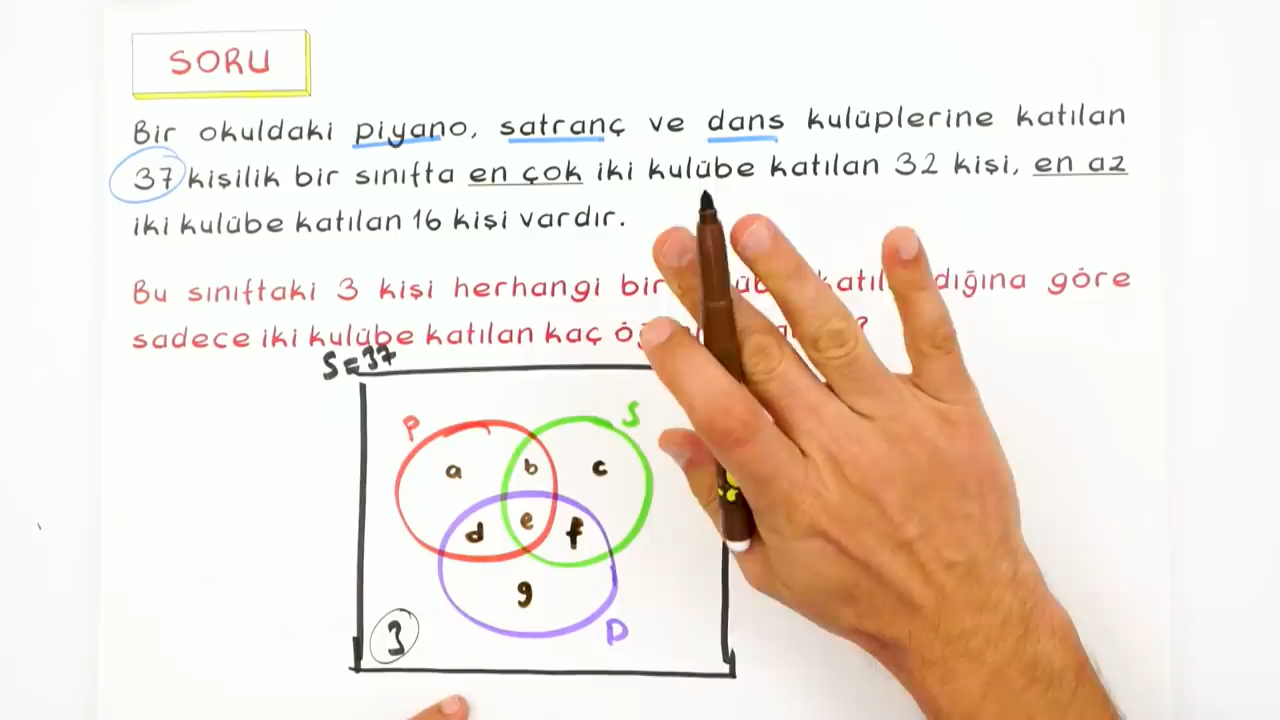 SORU
Bir okuldaki piyano, satranç ve dans kulüplerine katılan
37 kişilik bir sınıfta en çok iki kulübe katılan 32 kişi, en az
iki kulübe katılan 16 kişi vardır.
Bu sınıftaki 3 kişi herhangi bir göre
sadece iki kulübe katılan kaç
S=37
P S
a b c
d e f
g
3 D